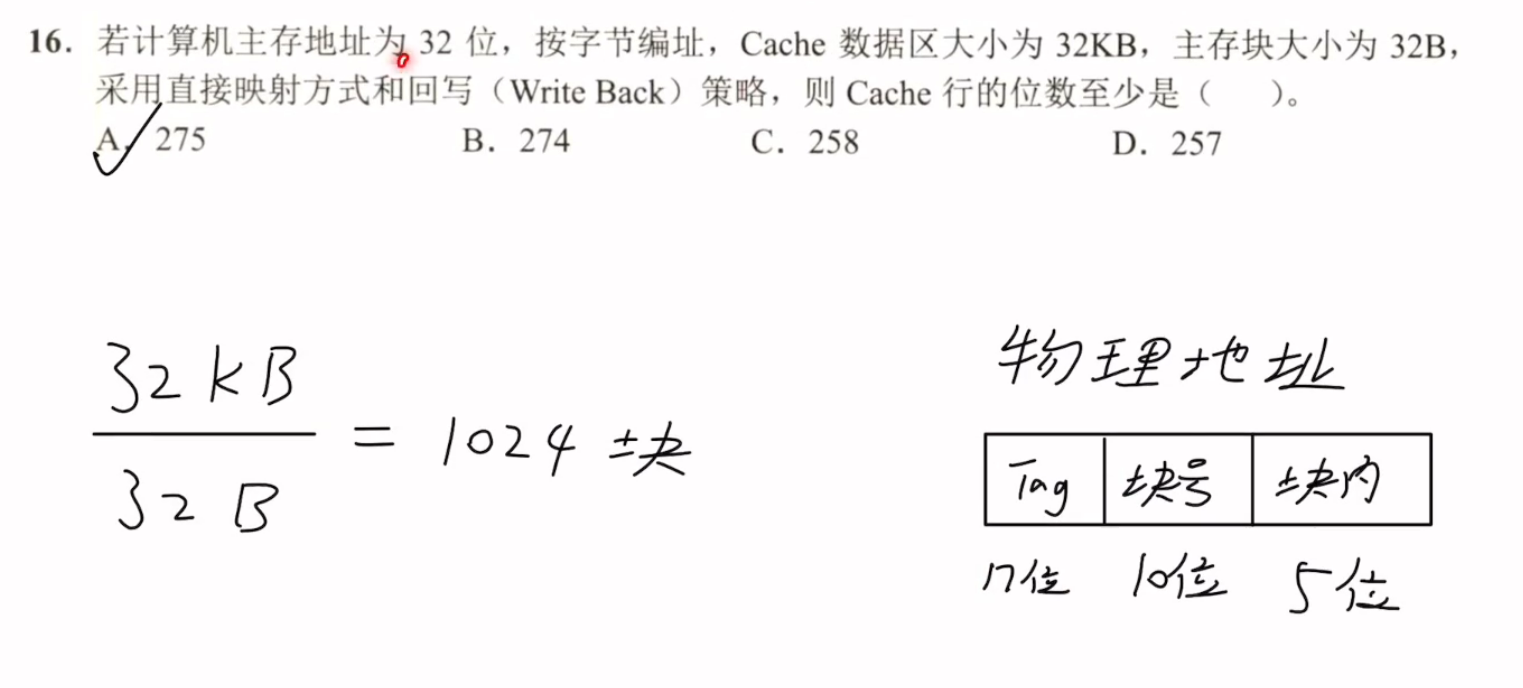 16. 若计算机主存地址为 32 位，按字节编址，Cache 数据区大小为 32KB，主存块大小为 32B，
采用直接映射方式和回写（Write Back）策略，则 Cache 行的位数至少是（　　）。
A. 275 B. 274 C. 258 D. 257
物理地址
32KB
32B
= 1024 块
Tag 块号 块内
17位 10位 5位